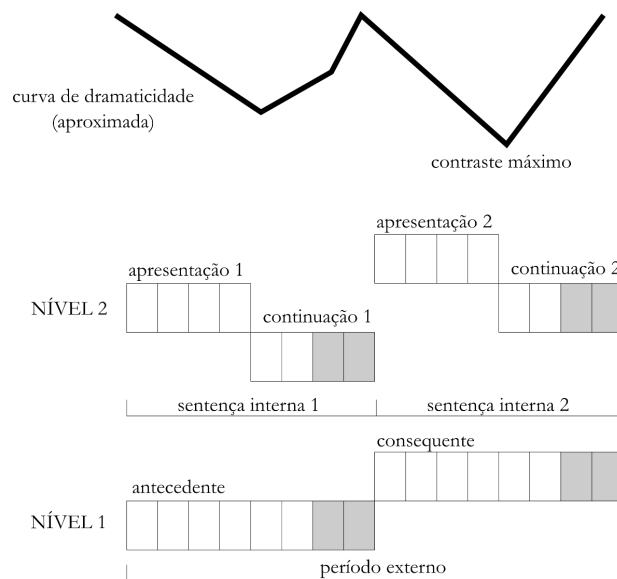 curva de dramaticidade
(aproximada)
contraste máximo
apresentação 2
apresentação 1
continuação 2
NÍVEL 2
continuação 1
sentença interna 1
sentença interna 2
consequente
antecedente
NÍVEL 1
período externo